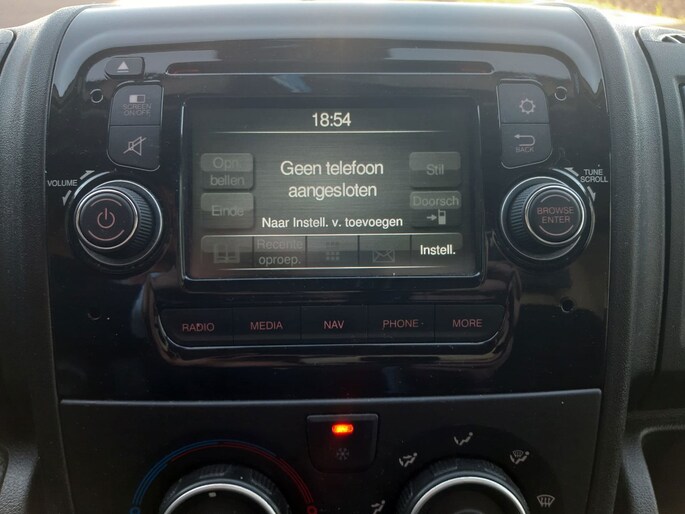 SCREEN
ON/OFF
BACK
VOLUME
TUNE
SCROLL
BROWSE
ENTER
18:54
Opn.
bellen
Geen telefoon
aangesloten
Stil
Einde
Doorsch
Naar Instell. v. toevoegen
Recente
oproep.
Instell.
RADIO
MEDIA
NAV
PHONE
MORE